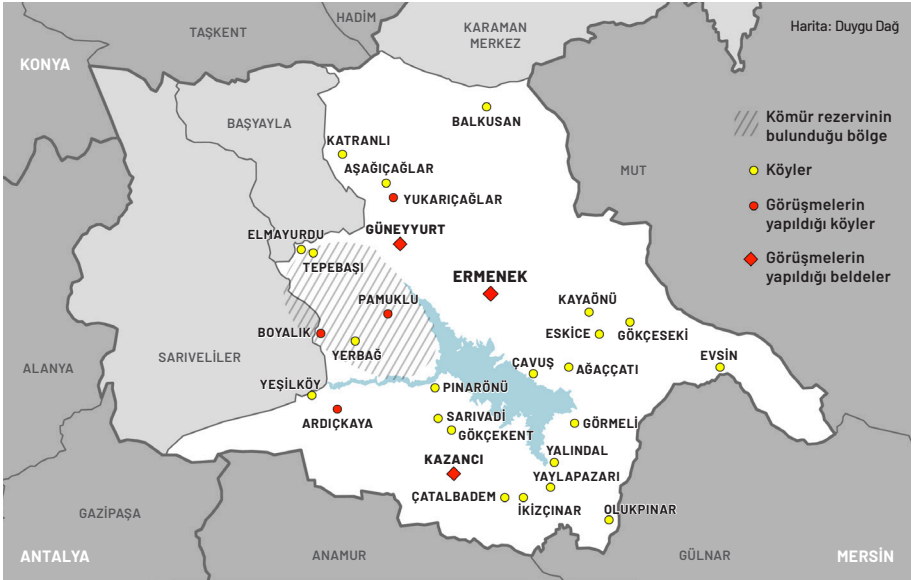 HADİM
TAŞKENT
KARAMAN
MERKEZ
Harita: Duygu Dağ
KONYA
BALKUSAN
BAŞYAYLA
Kömür rezervinin
bulunduğu bölge
KATRANLI
AŞAĞIÇAĞLAR
MUT
Köyler
YUKARIÇAĞLAR
Görüşmelerin
yapıldığı köyler
ELMAYURDU
GÜNEYYURT
TEPEBAŞI
ERMENEK
Görüşmelerin
yapıldığı beldeler
PAMUKLU
KAYAÖNÜ
BOYALIK
ESKİCE
GÖKÇESEKİ
YERBAĞ
SARIVELİLER
ÇAVUŞ
AĞAÇÇATI
EVSİN
ALANYA
YEŞİLKÖY
PINARÖNÜ
ARDIÇKAYA
SARIVADİ
GÖRMELİ
GÖKÇEKENT
YALINDAL
KAZANCI
YAYLAPAZARI
ÇATALBADEM
İKİZÇINAR
OLUKPINAR
GAZİPAŞA
ANTALYA
ANAMUR
GÜLNAR
MERSİN